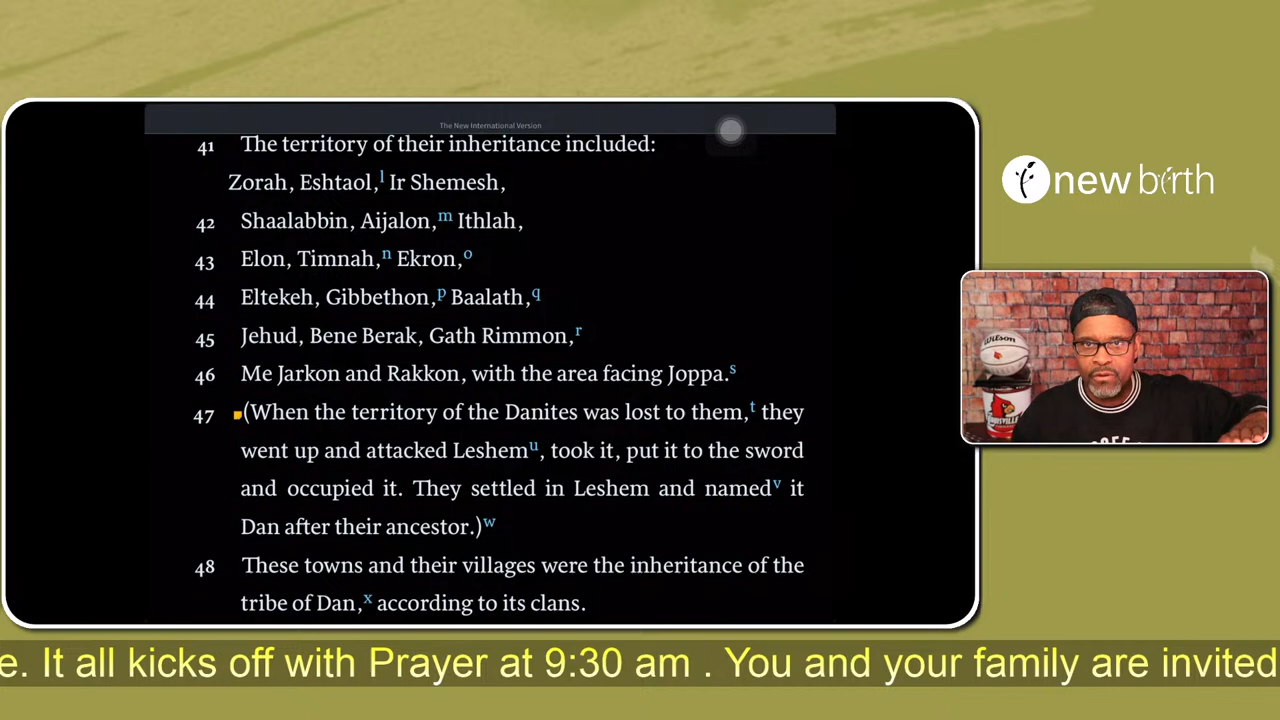 The New International Version
41 The territory of their inheritance included:
Zorah, Eshtaol,l Ir Shemesh,
42 Shaalabbin, Aijalon,m Ithlah,
43 Elon, Timnah,n Ekron,o
44 Eltekeh, Gibbethon,p Baalath,q
45 Jehud, Bene Berak, Gath Rimmon,r
46 Me Jarkon and Rakkon, with the area facing Joppa.s
47 (When the territory of the Danites was lost to them,t they
went up and attacked Leshemu, took it, put it to the sword
and occupied it. They settled in Leshem and namedv it
Dan after their ancestor.)w
48 These towns and their villages were the inheritance of the
tribe of Dan,x according to its clans.
new birth
Wilson
e. It all kicks off with Prayer at 9:30 am . You and your family are invited